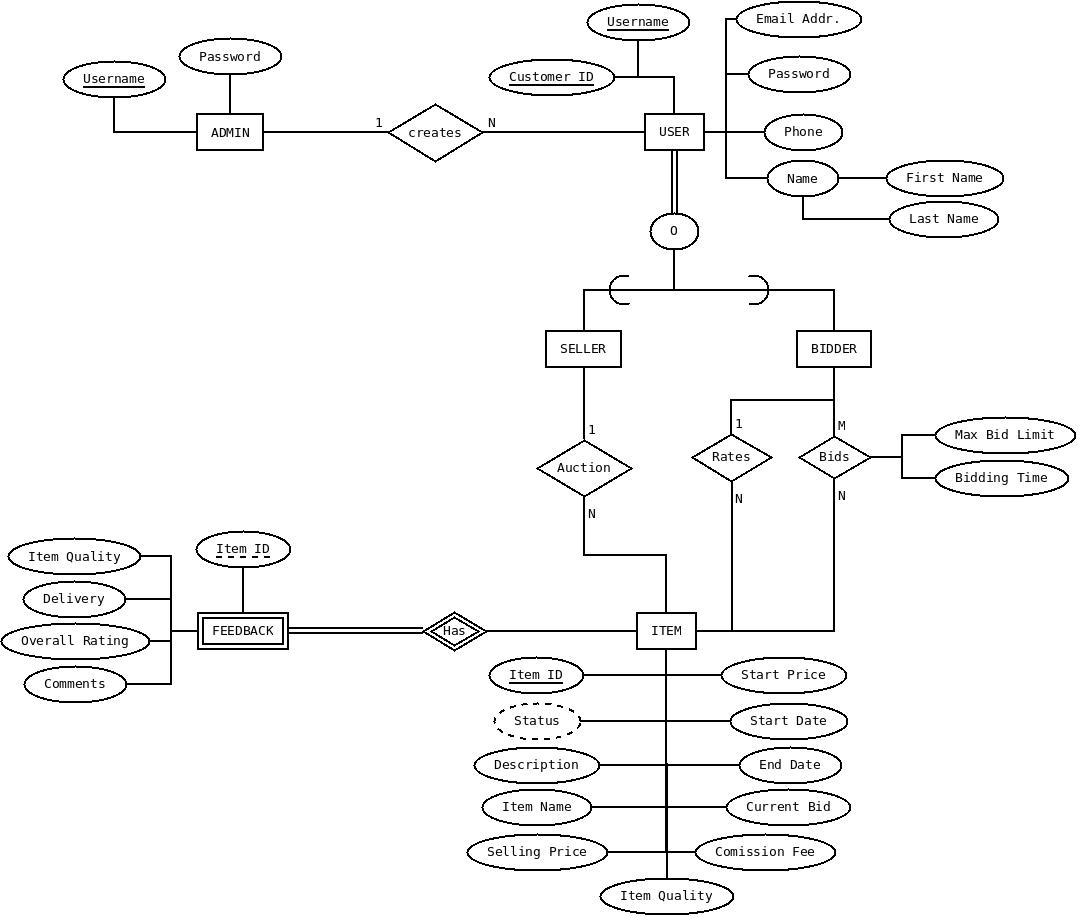 Username
Email Addr.
Password
Username
Customer ID
Password
1
N
ADMIN
creates
USER
Phone
Name
First Name
Last Name
O
SELLER
BIDDER
1
1
M
Auction
Rates
Bids
Max Bid Limit
Bidding Time
N
N
N
Item Quality
Item ID
Delivery
Overall Rating
Comments
FEEDBACK
Has
ITEM
Item ID
Start Price
Status
Start Date
Description
End Date
Item Name
Current Bid
Selling Price
Comission Fee
Item Quality